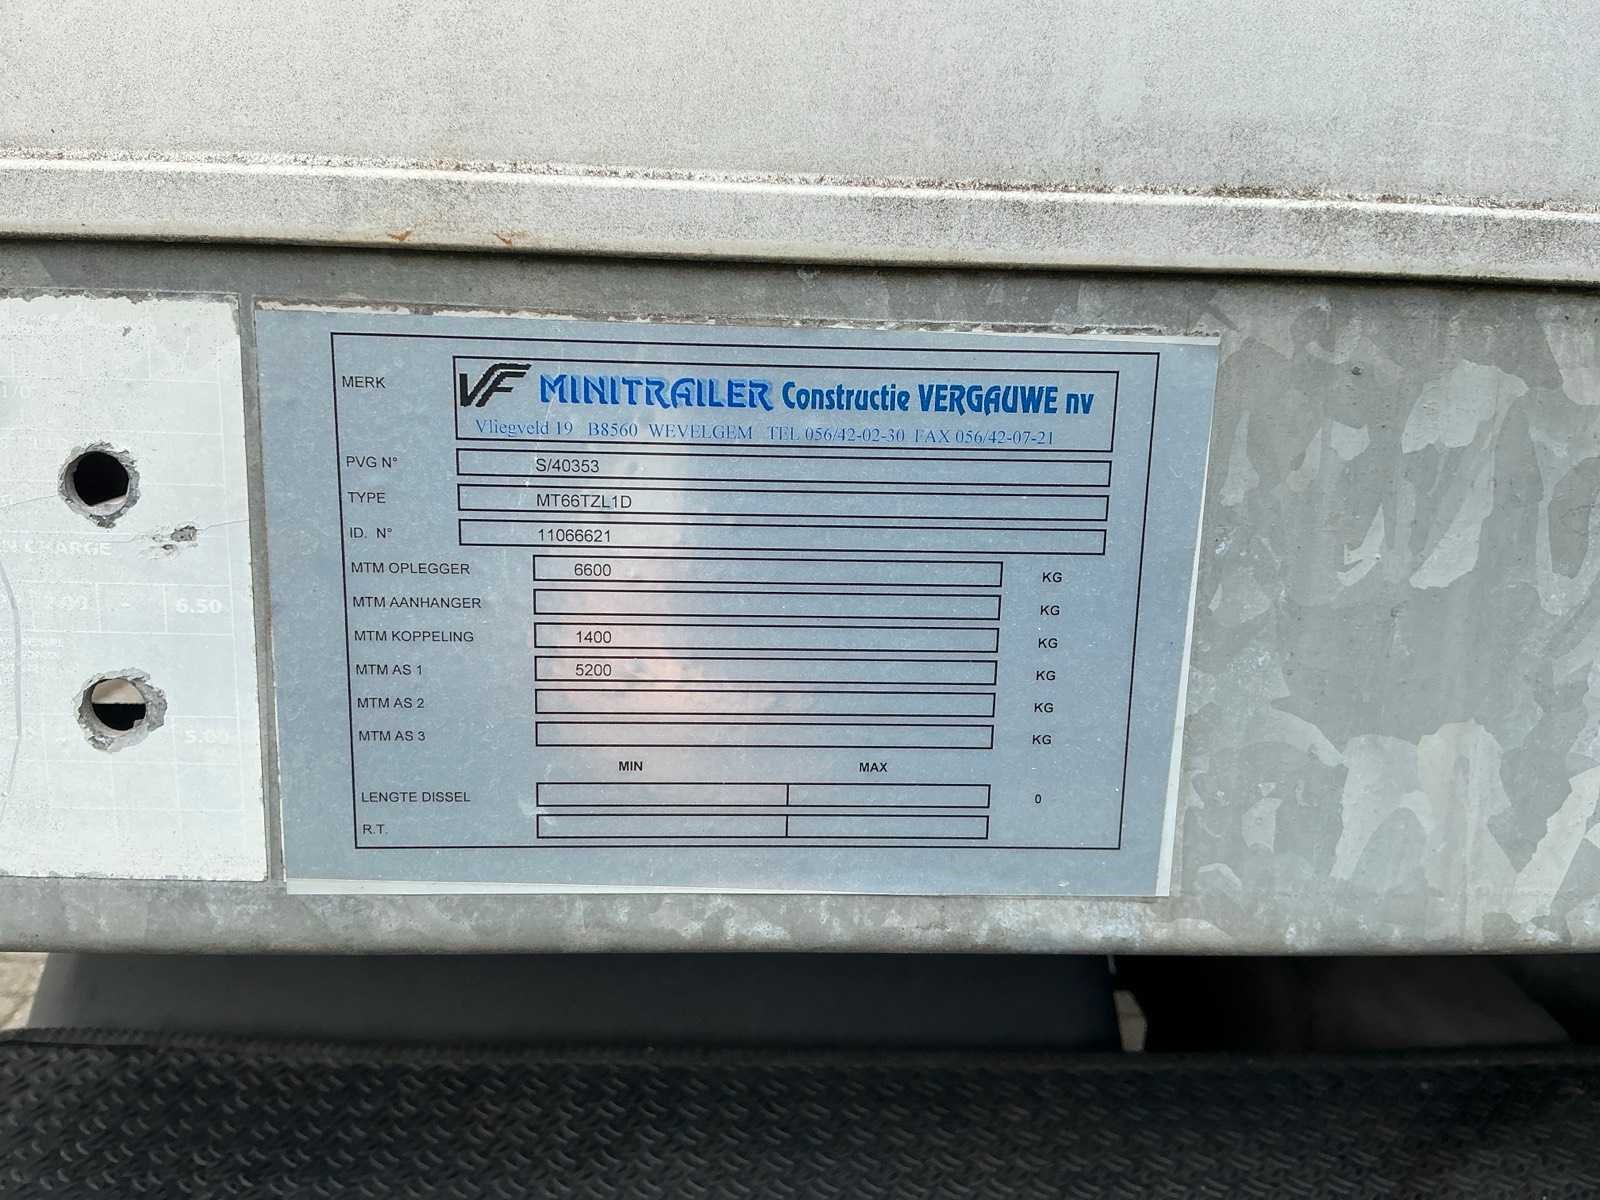 MERK
VF MINITRAILER Constructie VERGAUWE nv
Vliegveld 19 B8560 WEVELGEM TEL 056/42-02-30 FAX 056/42-07-21
PVG N° S/40353
TYPE MT66TZL1D
ID. N° 11066621
MTM OPLEGGER 6600 KG
MTM AANHANGER KG
MTM KOPPELING 1400 KG
MTM AS 1 5200 KG
MTM AS 2 KG
MTM AS 3 KG
MIN MAX
LENGTE DISSEL 0
R.T.
CHARGE
6.50
5.00